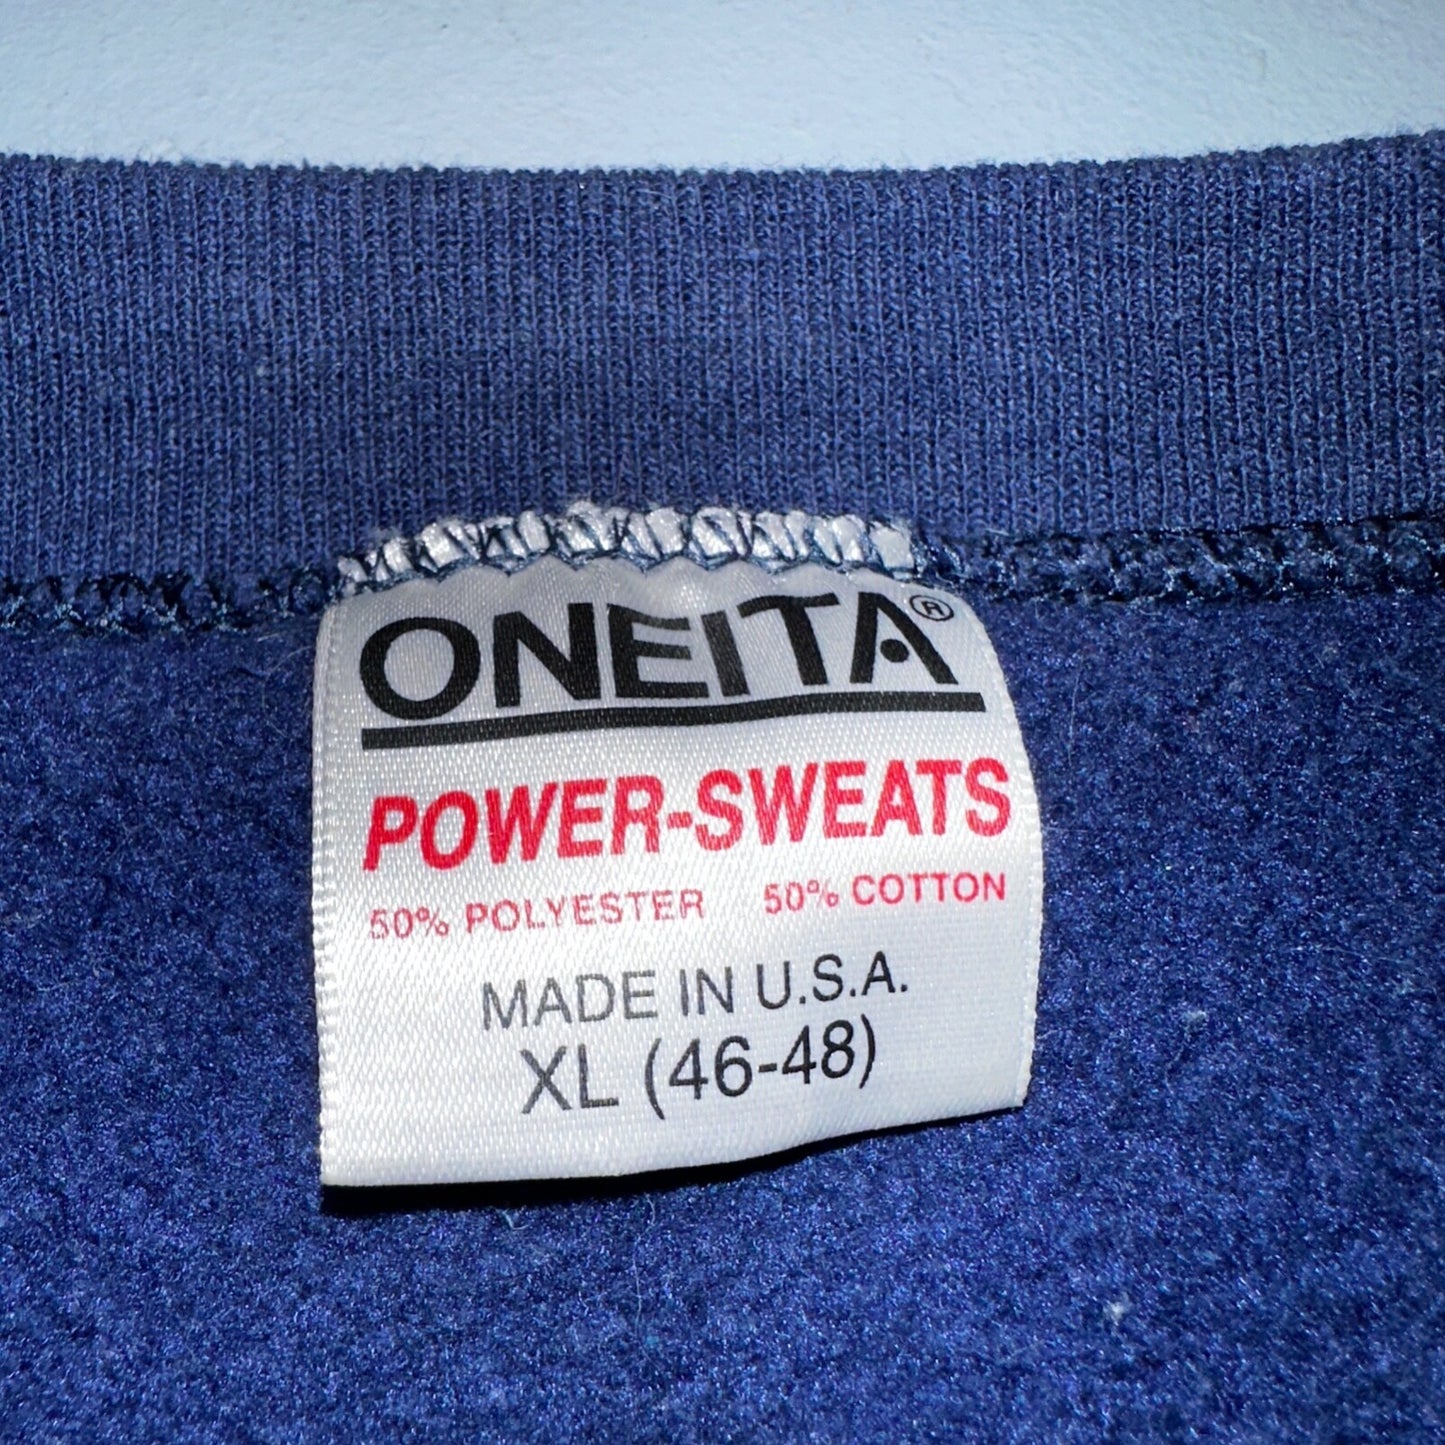 ONEITA®
POWER-SWEATS
50% POLYESTER 50% COTTON
MADE IN U.S.A.
XL (46-48)